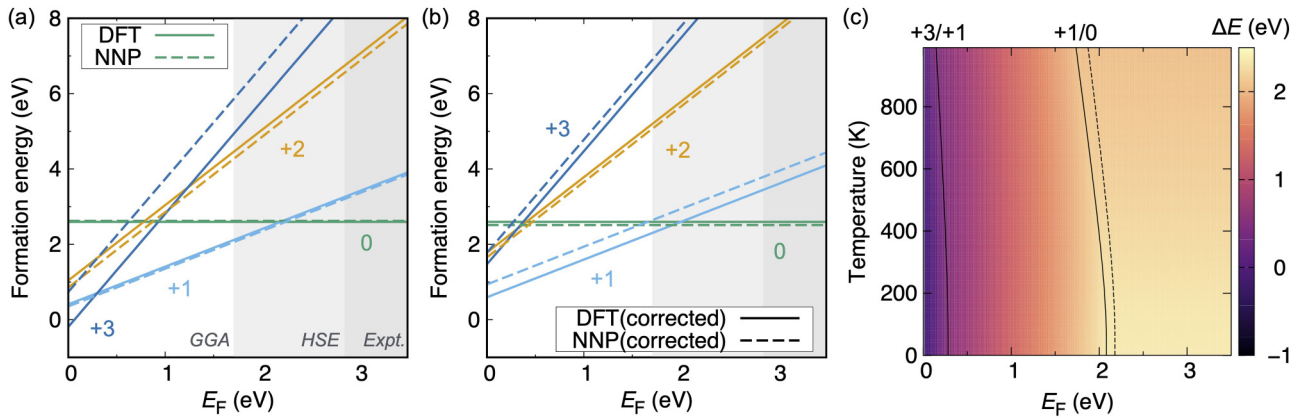 (a)
DFT
NNP
8
6
4
2
0
Formation energy (eV)
+3
+2
+1
0
GGA
HSE
Expt.
0
1
2
3
E_F (eV)
(b)
8
6
4
2
0
Formation energy (eV)
+3
+2
+1
0
DFT(corrected)
NNP(corrected)
0
1
2
3
E_F (eV)
(c)
+3/+1
+1/0
ΔE (eV)
800
600
400
200
0
Temperature (K)
0
1
2
3
E_F (eV)
2
1
0
−1